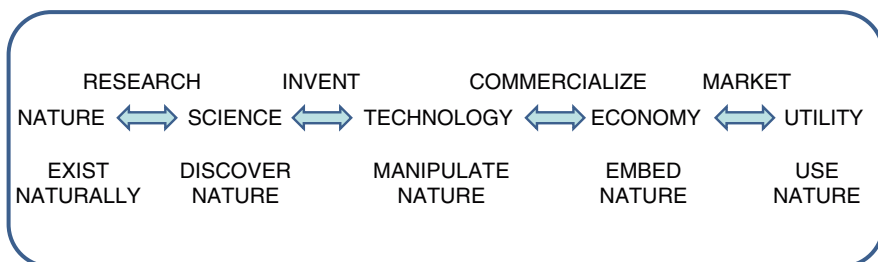 RESEARCH INVENT COMMERCIALIZE MARKET
NATURE SCIENCE TECHNOLOGY ECONOMY UTILITY
EXIST DISCOVER MANIPULATE EMBED USE
NATURALLY NATURE NATURE NATURE NATURE